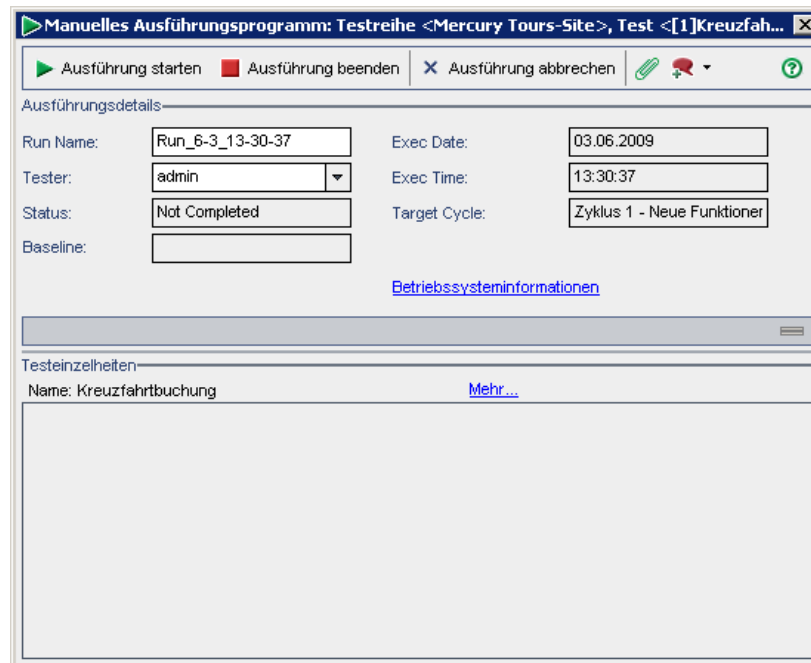 Manuelles Ausführungsprogramm: Testreihe <Mercury Tours-Site>, Test <[1]Kreuzfah...
Ausführung starten Ausführung beenden Ausführung abbrechen
Ausführungsdetails
Run Name: Run_6-3_13-30-37 Exec Date: 03.06.2009
Tester: admin Exec Time: 13:30:37
Status: Not Completed Target Cycle: Zyklus 1 - Neue Funktioner
Baseline:
Betriebssysteminformationen
Testeinzelheiten
Name: Kreuzfahrtbuchung Mehr...